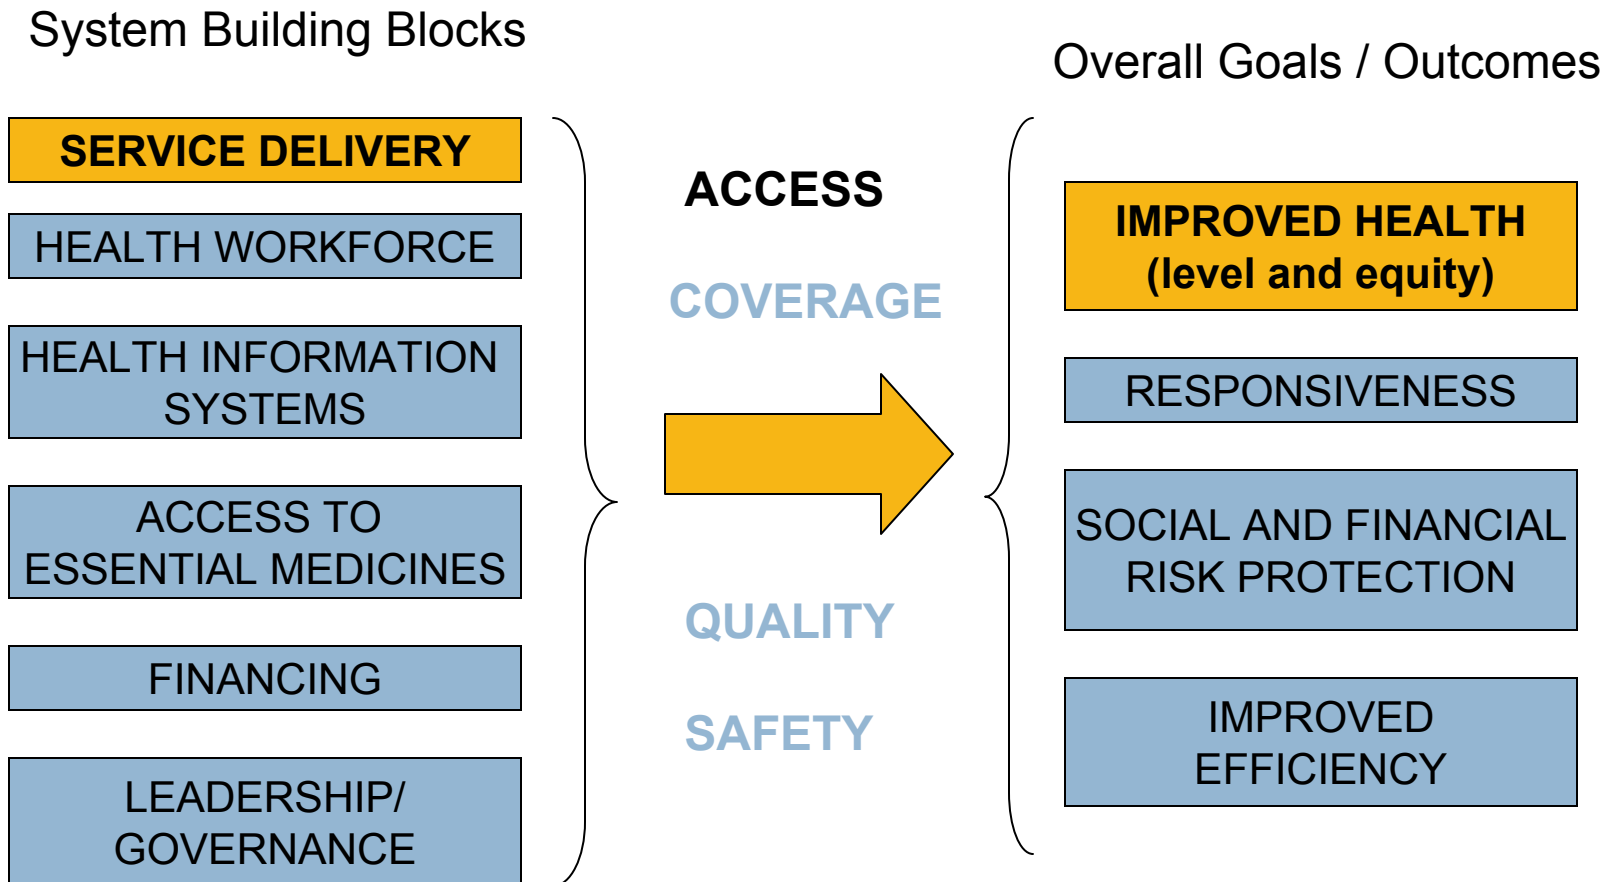 System Building Blocks
SERVICE DELIVERY
HEALTH WORKFORCE
HEALTH INFORMATION
SYSTEMS
ACCESS TO
ESSENTIAL MEDICINES
FINANCING
LEADERSHIP/
GOVERNANCE
ACCESS
COVERAGE
QUALITY
SAFETY
Overall Goals / Outcomes
IMPROVED HEALTH
(level and equity)
RESPONSIVENESS
SOCIAL AND FINANCIAL
RISK PROTECTION
IMPROVED
EFFICIENCY